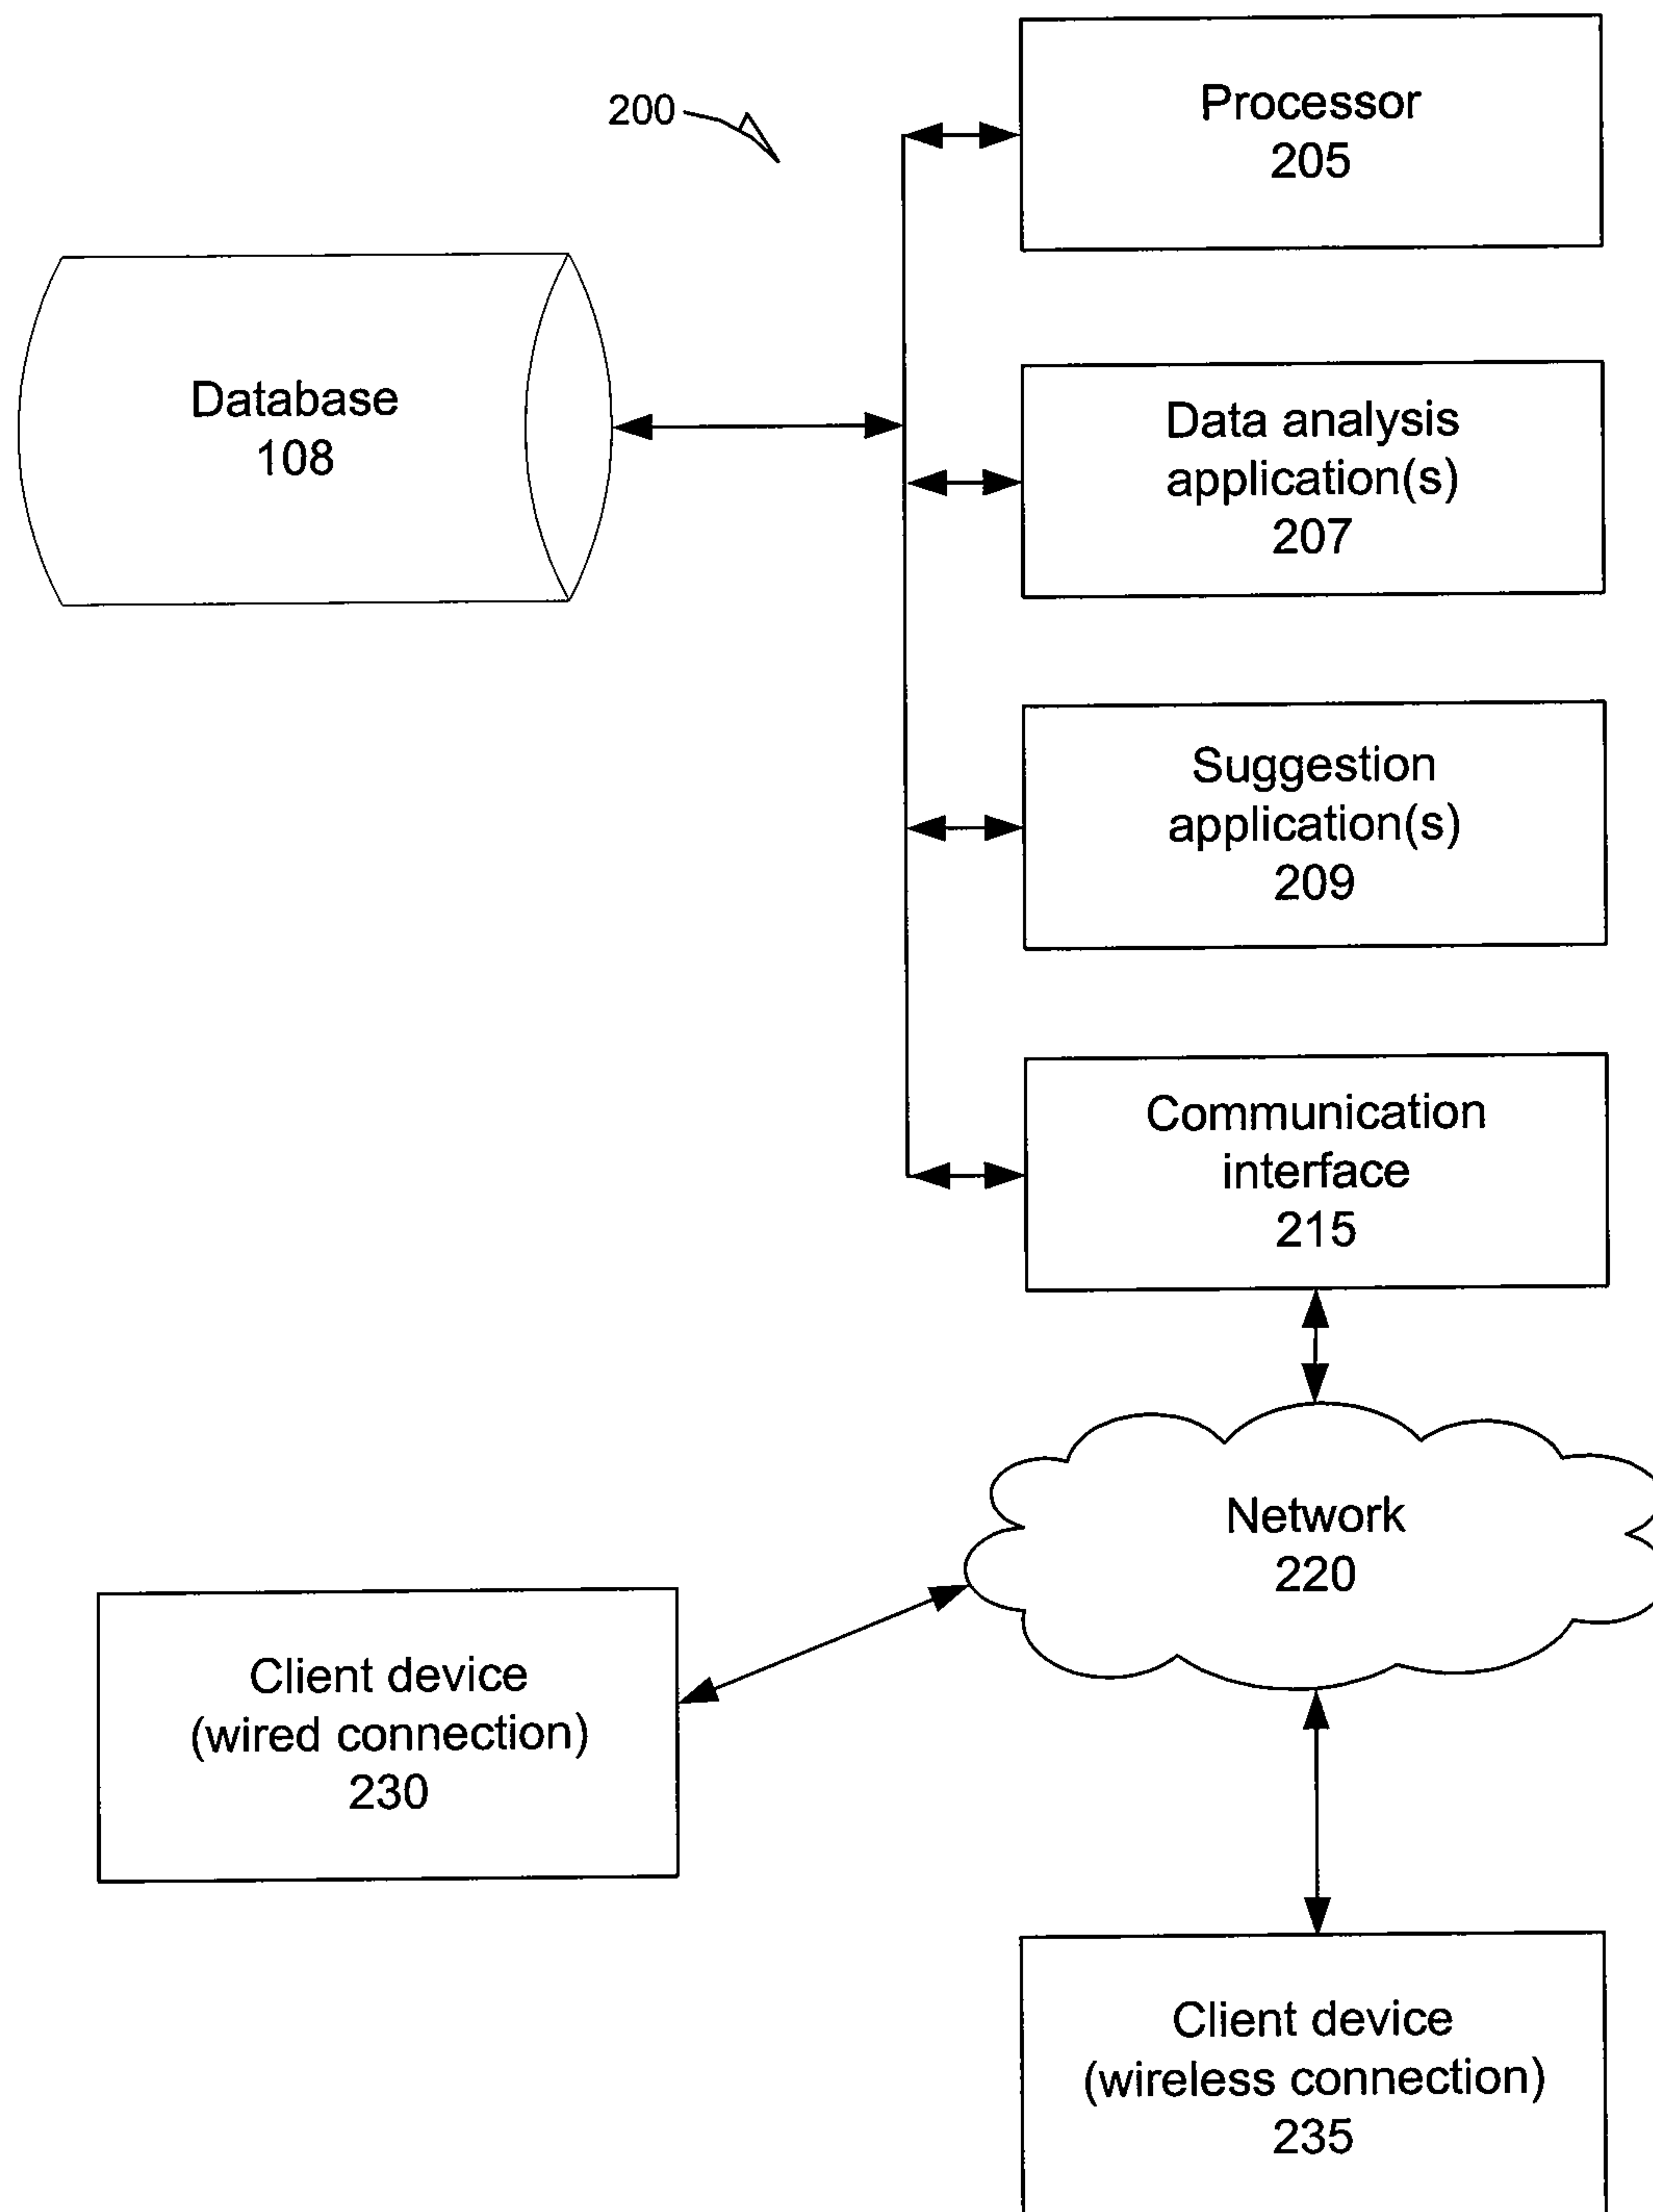 200
Processor
205
Database
108
Data analysis
application(s)
207
Suggestion
application(s)
209
Communication
interface
215
Network
220
Client device
(wired connection)
230
Client device
(wireless connection)
235